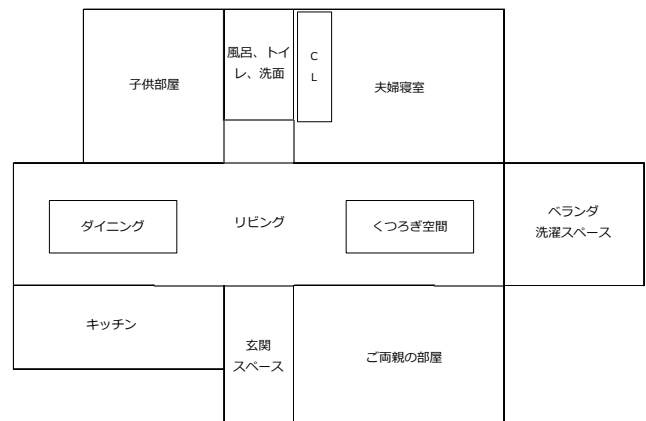 子供部屋
風呂、トイ
レ、洗面
C
L
夫婦寝室
ダイニング
リビング
くつろぎ空間
ベランダ
洗濯スペース
キッチン
玄関
スペース
ご両親の部屋